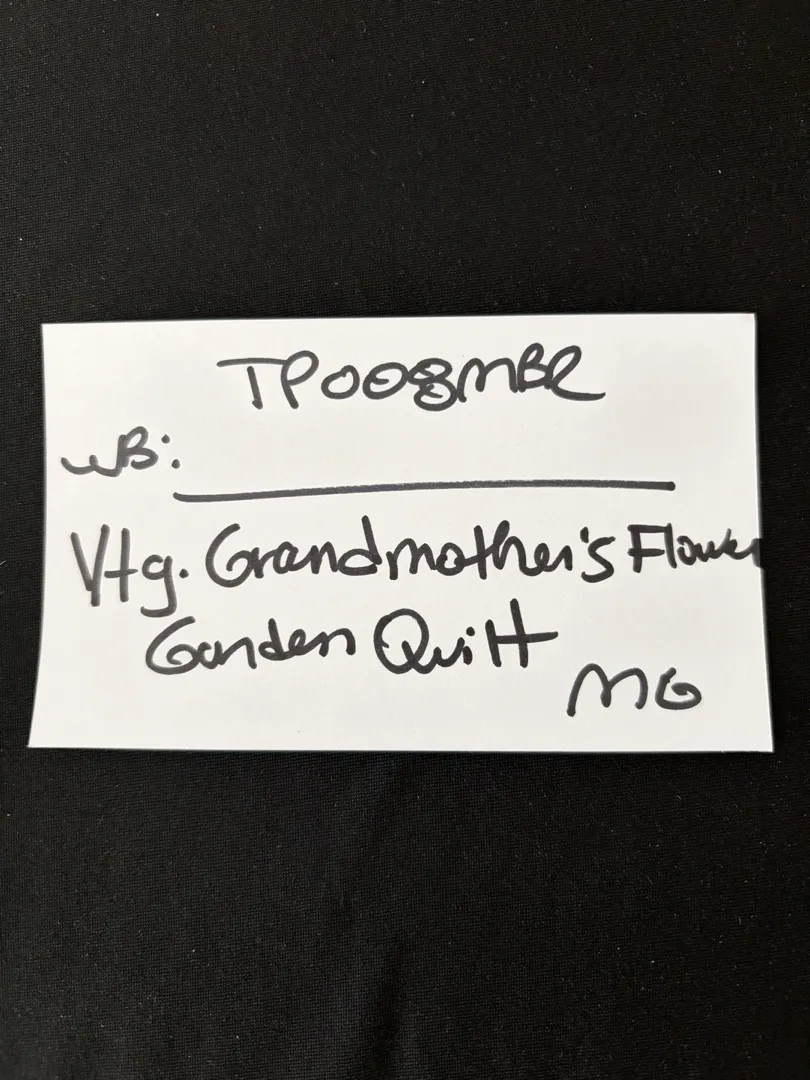 TP008MBR
WB:
Vtg. Grandmother's Flower
Garden Quilt
MG